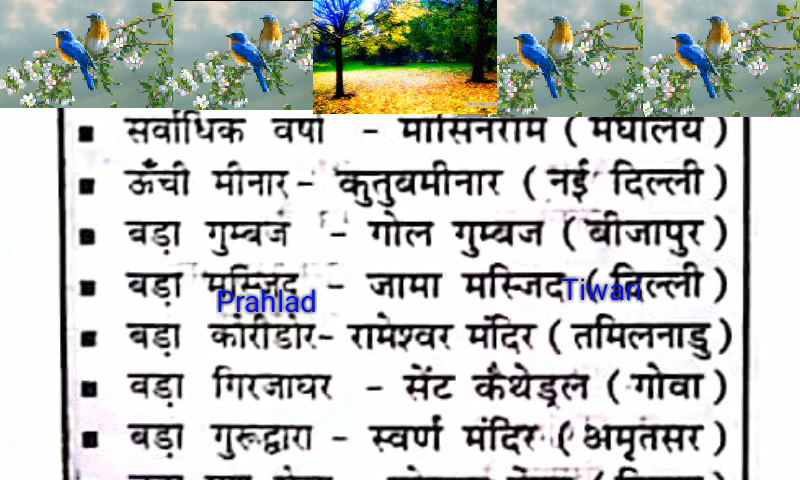 सर्वाधिक वर्षा - मासिनराम ( मेघालय )
ऊँची मीनार - कुतुबमीनार ( नई दिल्ली )
बड़ा गुम्बज - गोल गुम्बज ( बीजापुर )
बड़ा मस्जिद - जामा मस्जिद ( दिल्ली )
Prahlad Tiwari
बड़ा कोरीडोर - रामेश्वर मंदिर ( तमिलनाडु )
बड़ा गिरजाघर - सेंट कैथेड्रल ( गोवा )
बड़ा गुरूद्वारा - स्वर्ण मंदिर ( अमृतसर )